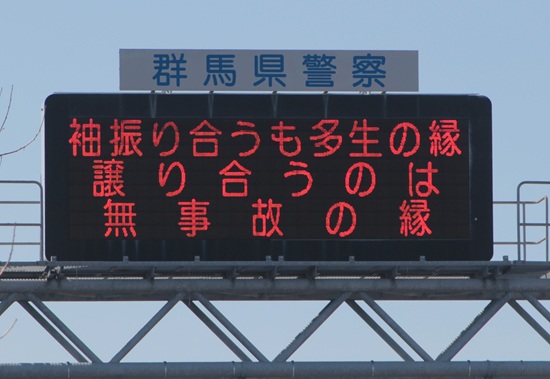 群馬県警察
袖振り合うも多生の縁
譲り合うのは
無事故の縁